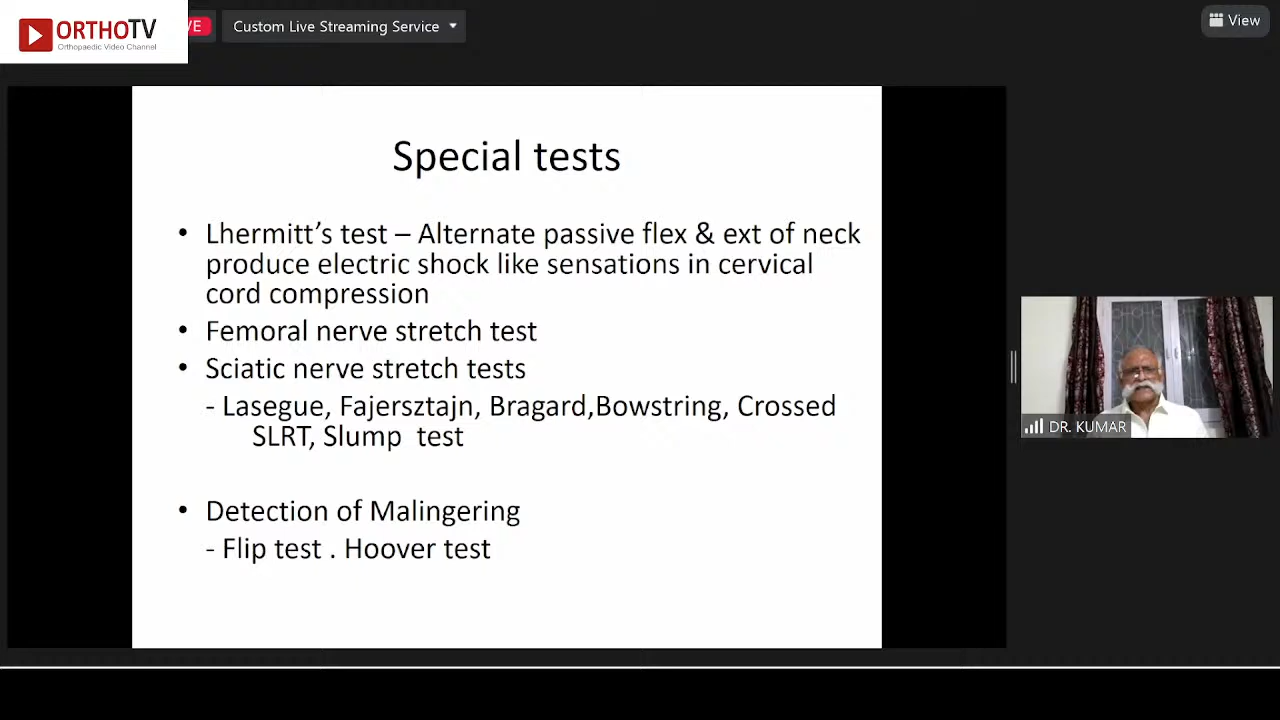 ORTHOTV
Orthopaedic Video Channel
VE
Custom Live Streaming Service
View
Special tests
• Lhermitt’s test – Alternate passive flex & ext of neck
produce electric shock like sensations in cervical
cord compression
• Femoral nerve stretch test
• Sciatic nerve stretch tests
- Lasegue, Fajersztajn, Bragard,Bowstring, Crossed
SLRT, Slump test
• Detection of Malingering
- Flip test . Hoover test
DR. KUMAR